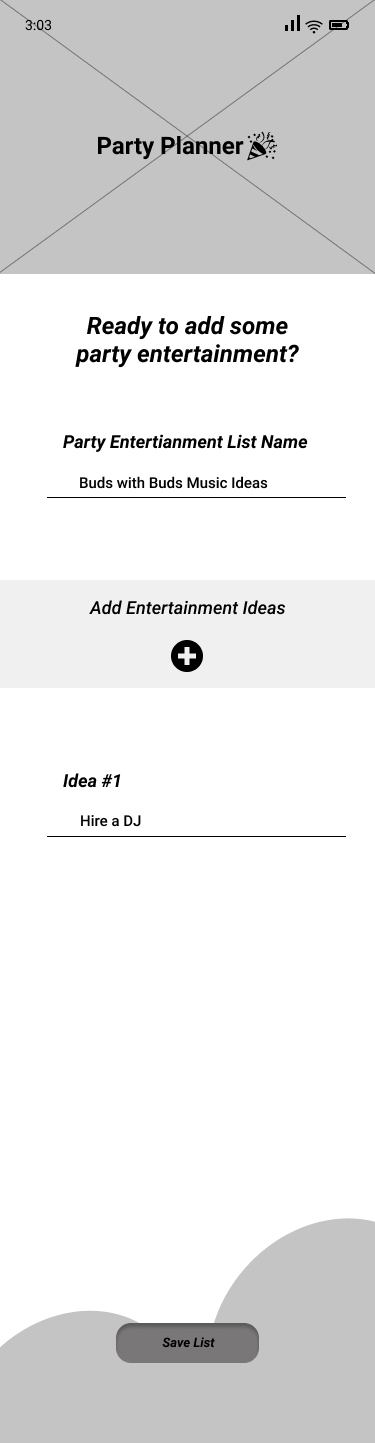 3:03
Party Planner
Ready to add some
party entertainment?
Party Entertianment List Name
Buds with Buds Music Ideas
Add Entertainment Ideas
Idea #1
Hire a DJ
Save List